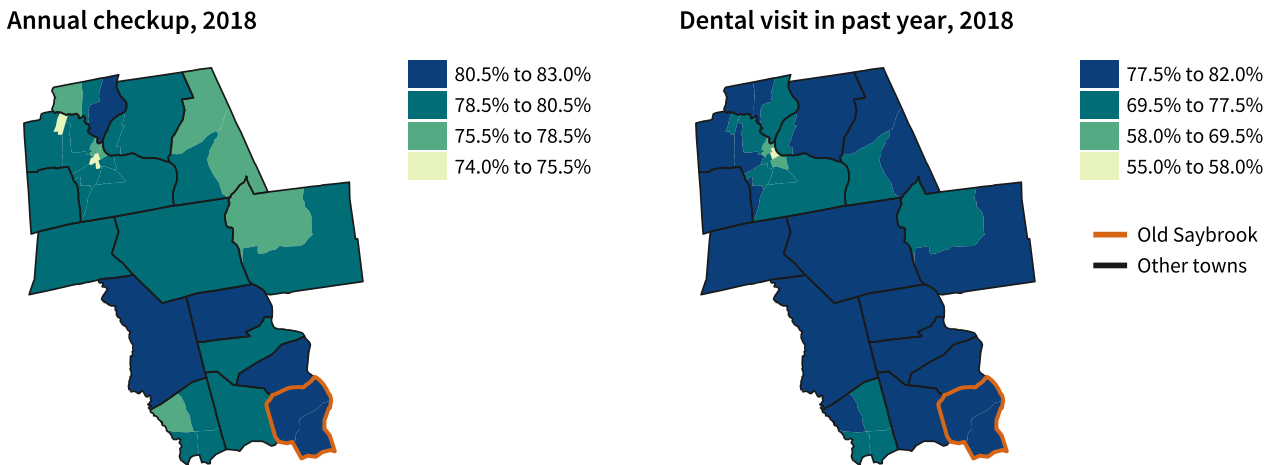 Annual checkup, 2018
80.5% to 83.0%
78.5% to 80.5%
75.5% to 78.5%
74.0% to 75.5%
Dental visit in past year, 2018
77.5% to 82.0%
69.5% to 77.5%
58.0% to 69.5%
55.0% to 58.0%
Old Saybrook
Other towns